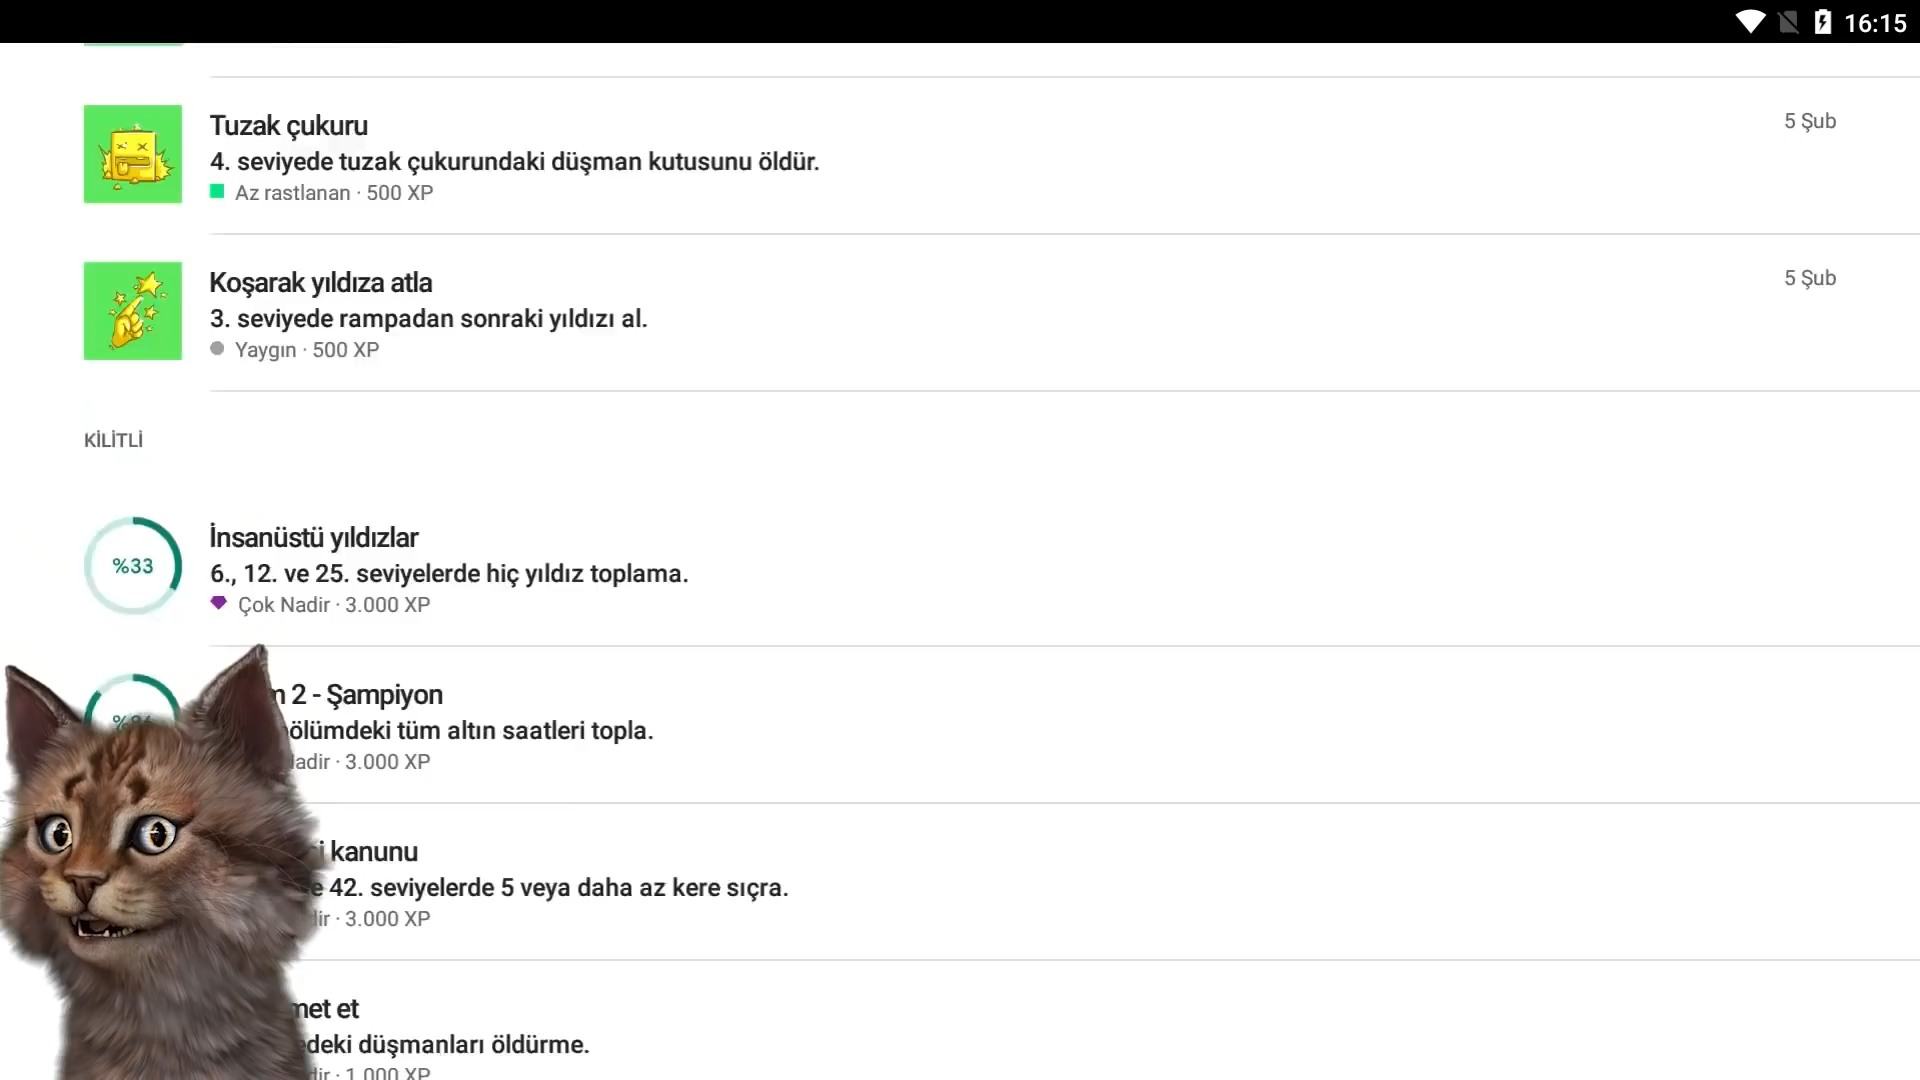 16:15
Tuzak çukuru
5 Şub
4. seviyede tuzak çukurundaki düşman kutusunu öldür.
Az rastlanan · 500 XP
Koşarak yıldıza atla
5 Şub
3. seviyede rampadan sonraki yıldızı al.
Yaygın · 500 XP
KİLİTLİ
%33
İnsanüstü yıldızlar
6., 12. ve 25. seviyelerde hiç yıldız toplama.
Çok Nadir · 3.000 XP
2 - Şampiyon
tüm altın saatleri topla.
· 3.000 XP
kanunu
42. seviyelerde 5 veya daha az kere sıçra.
· 3.000 XP
et
düşmanları öldürme.
· 1.000 XP